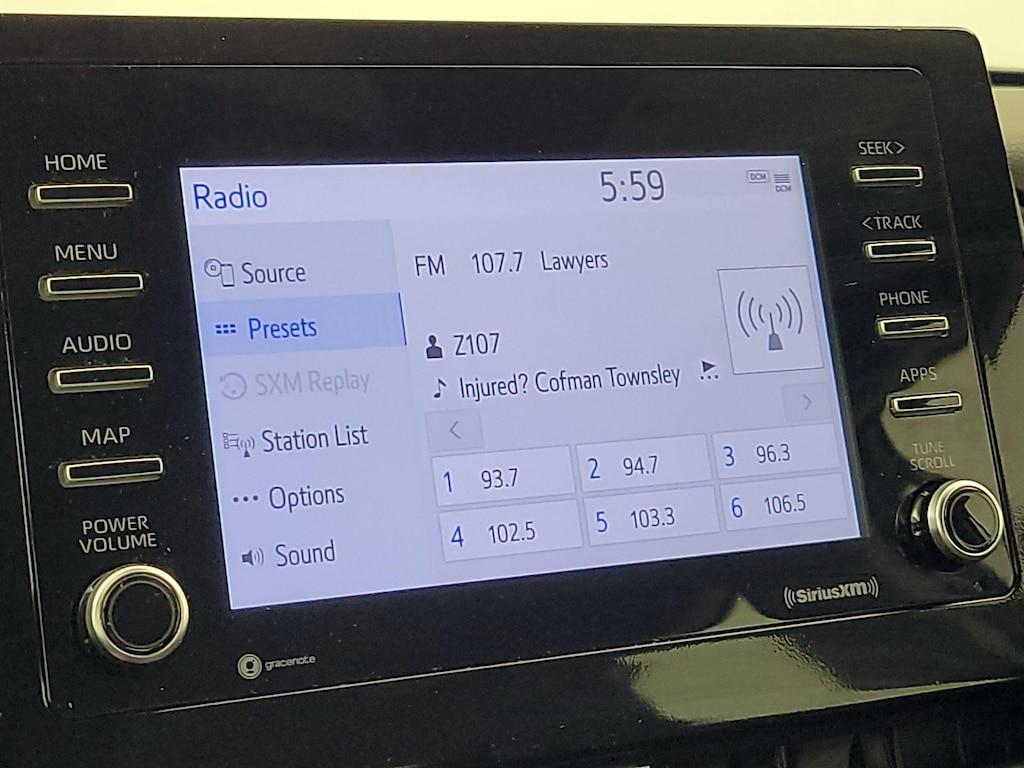 HOME
MENU
AUDIO
MAP
POWER
VOLUME
Radio
5:59
DCM
DCM
Source
Presets
SXM Replay
Station List
••• Options
Sound
FM 107.7 Lawyers
Z107
Injured? Cofman Townsley
<
>
1 93.7
2 94.7
3 96.3
4 102.5
5 103.3
6 106.5
SEEK>
<TRACK
PHONE
APPS
TUNE
SCROLL
gracenote
((SiriusXM))